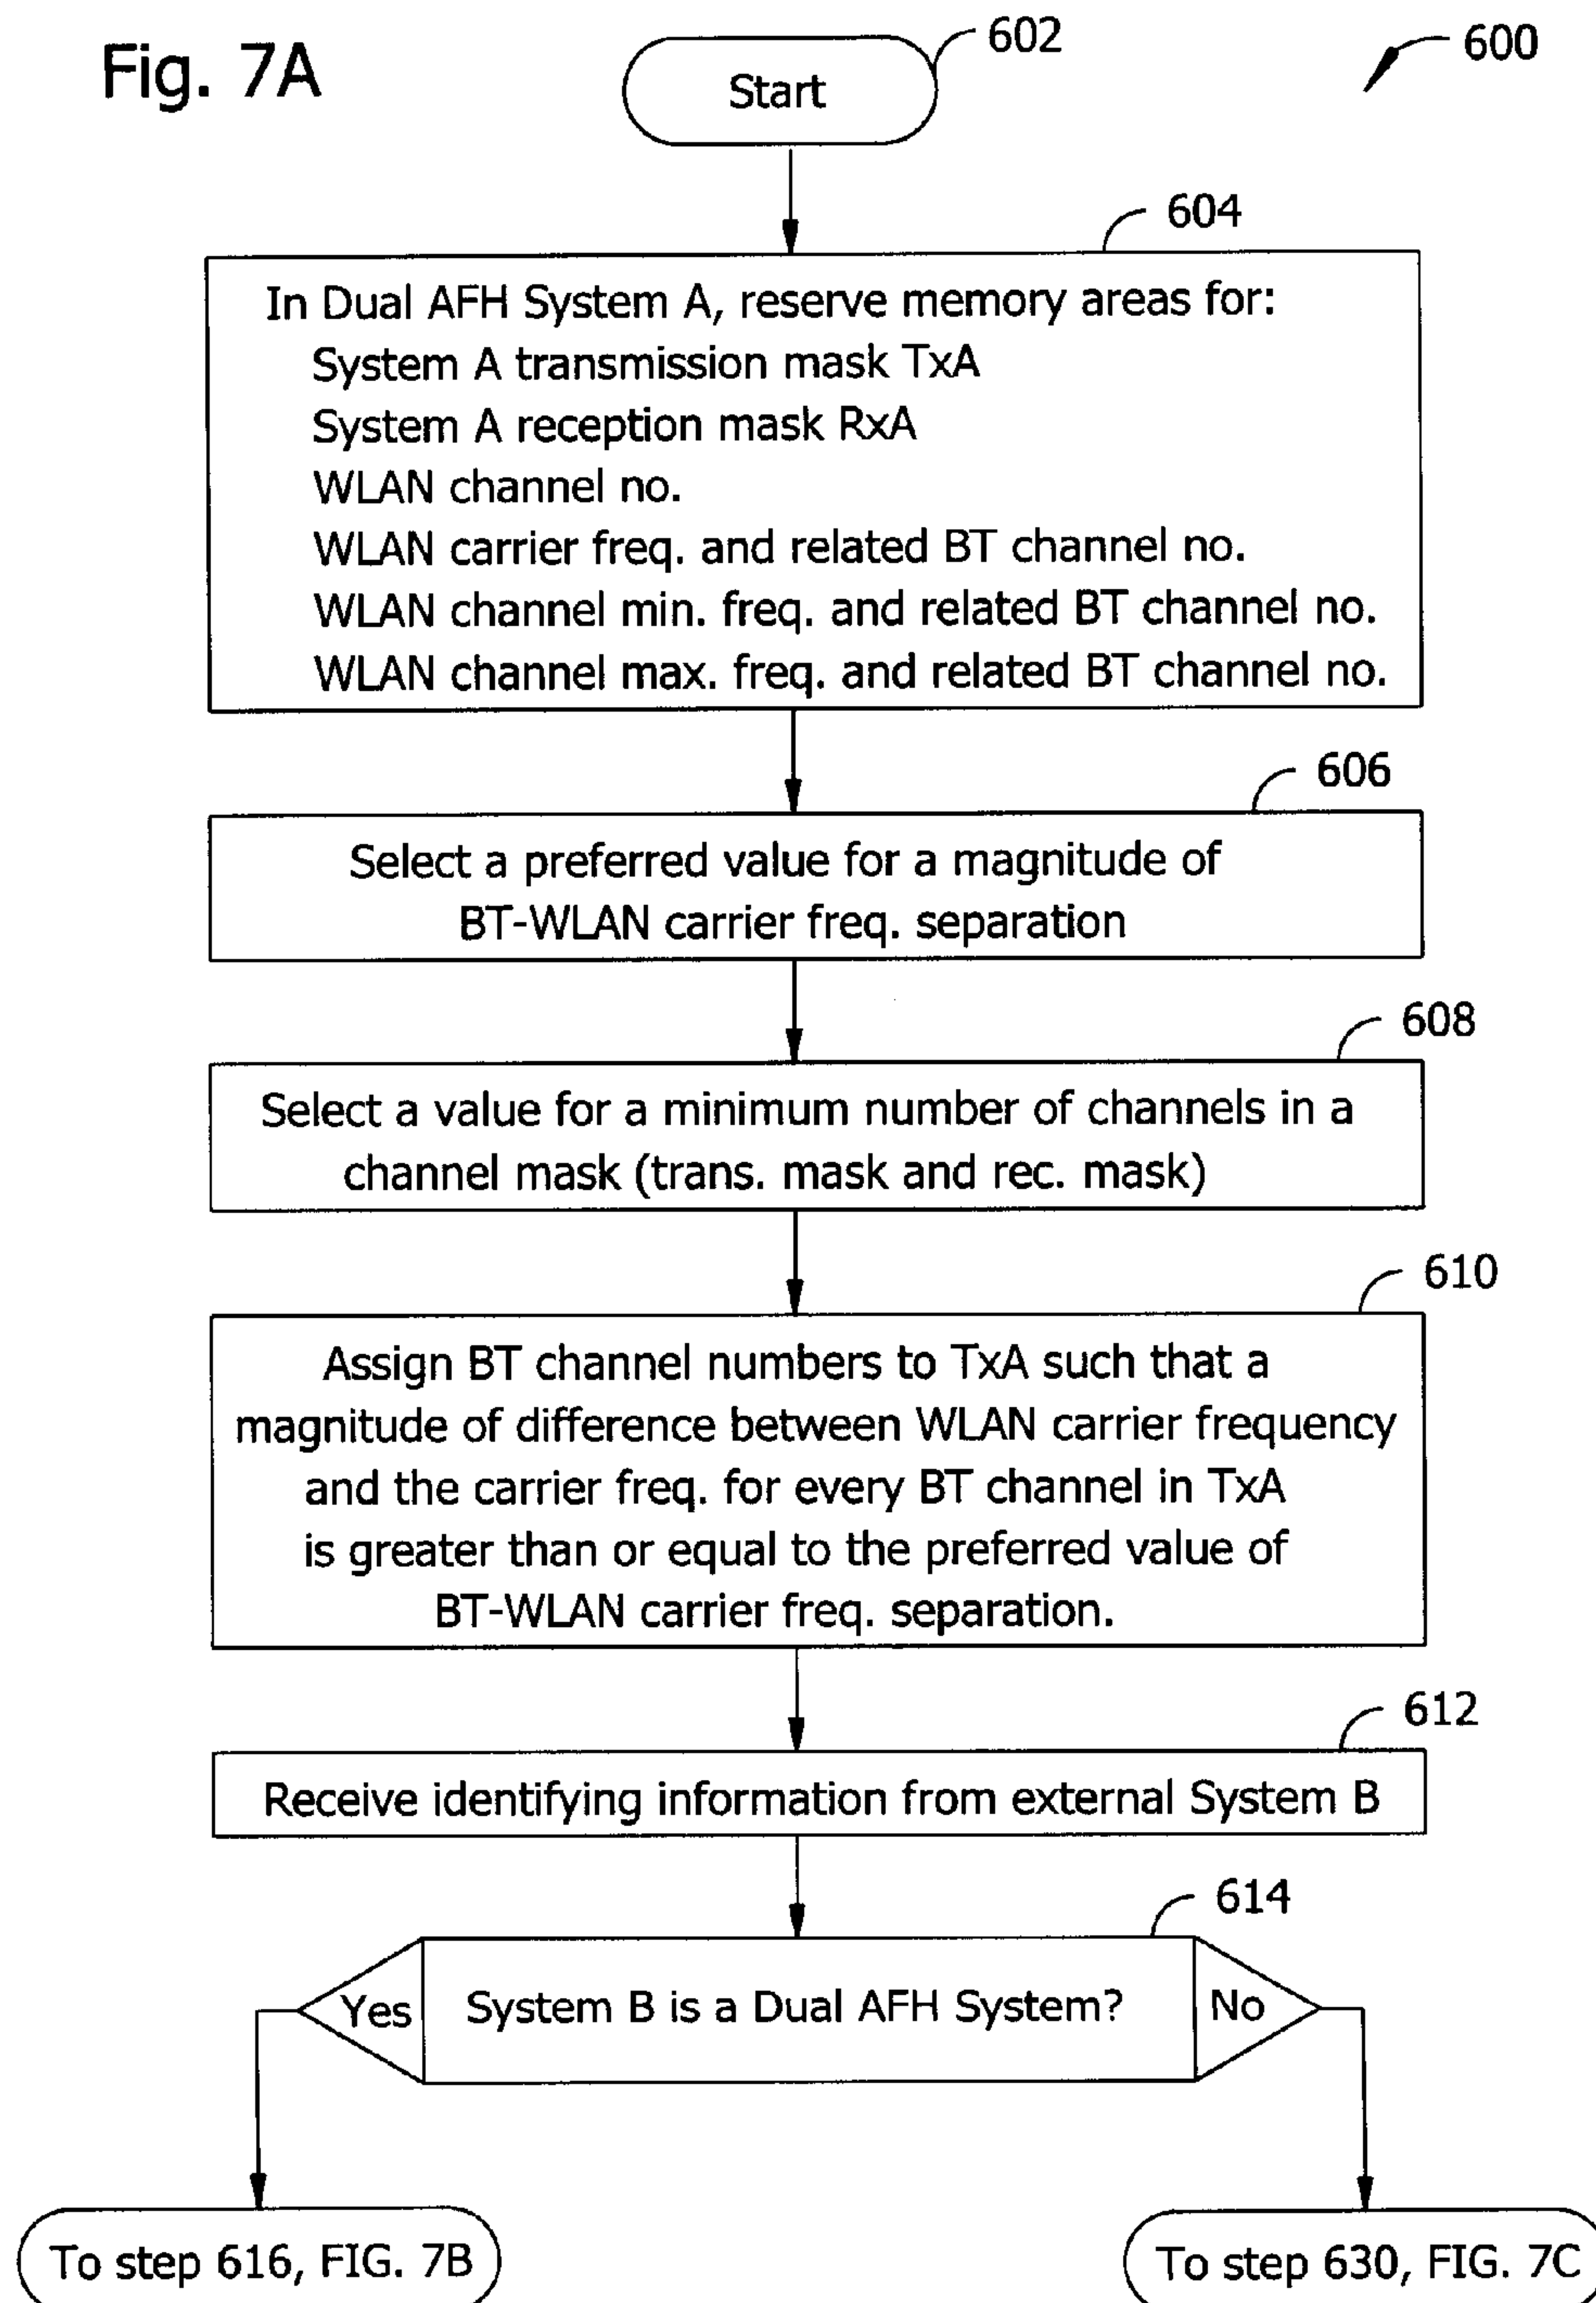 Fig. 7A
602
600
Start
604
In Dual AFH System A, reserve memory areas for:
System A transmission mask TxA
System A reception mask RxA
WLAN channel no.
WLAN carrier freq. and related BT channel no.
WLAN channel min. freq. and related BT channel no.
WLAN channel max. freq. and related BT channel no.
606
Select a preferred value for a magnitude of
BT-WLAN carrier freq. separation
608
Select a value for a minimum number of channels in a
channel mask (trans. mask and rec. mask)
610
Assign BT channel numbers to TxA such that a
magnitude of difference between WLAN carrier frequency
and the carrier freq. for every BT channel in TxA
is greater than or equal to the preferred value of
BT-WLAN carrier freq. separation.
612
Receive identifying information from external System B
614
Yes
System B is a Dual AFH System?
No
To step 616, FIG. 7B
To step 630, FIG. 7C